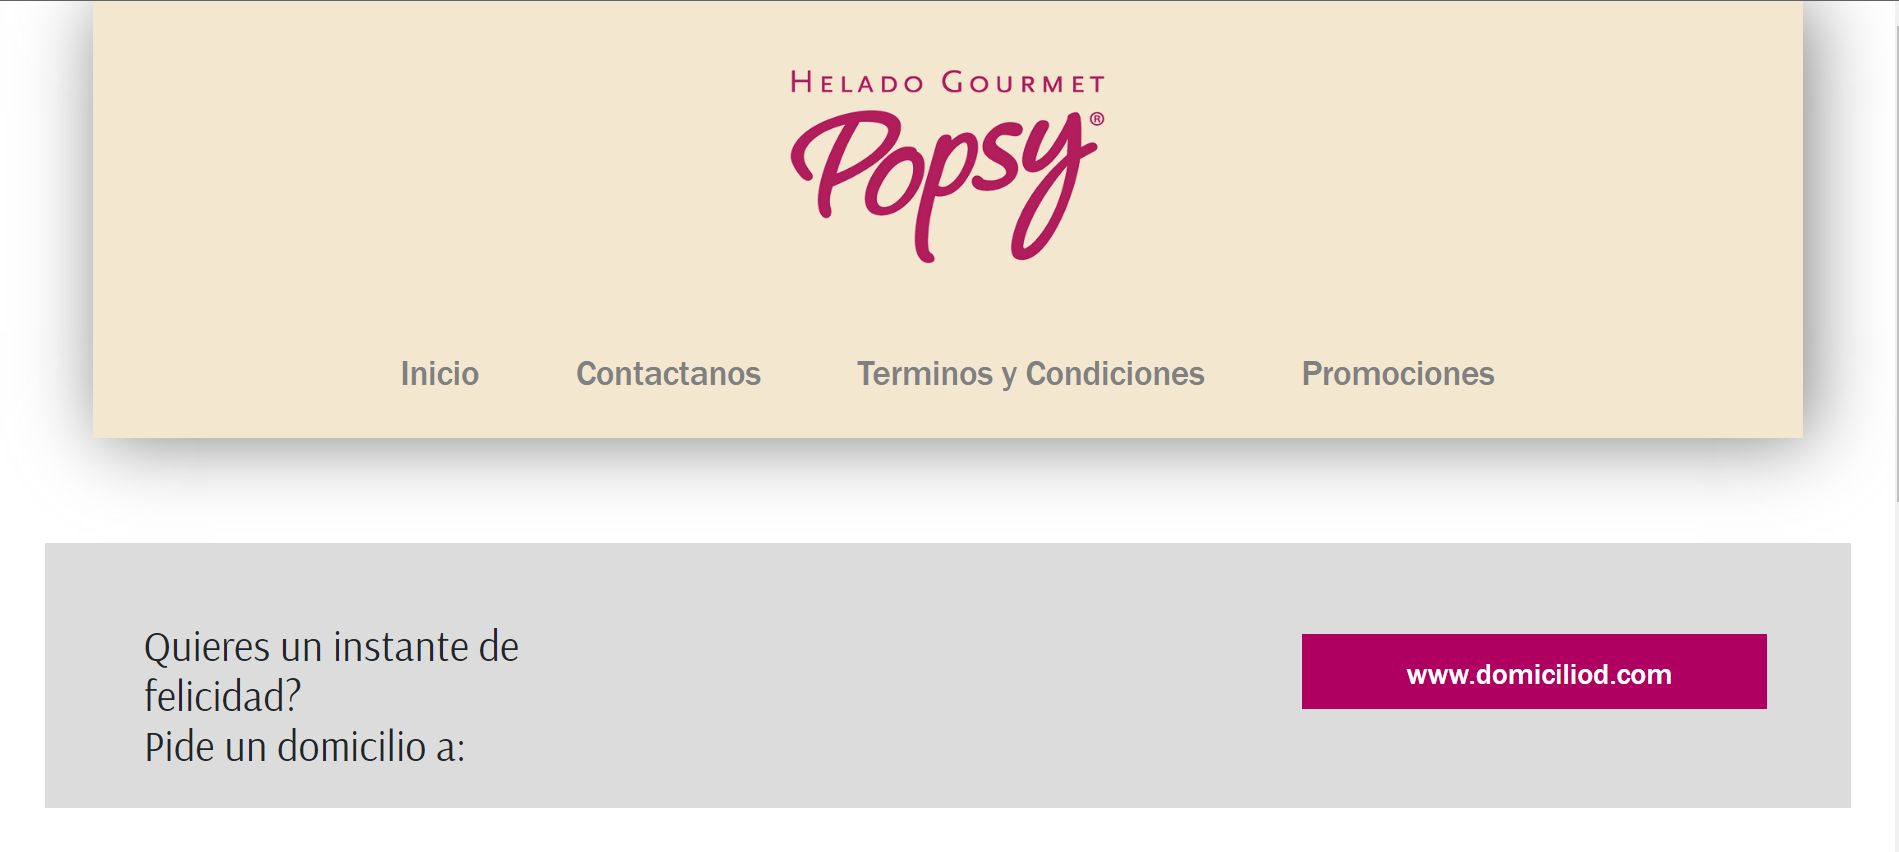 HELADO GOURMET
Popsy®
Inicio Contactanos Terminos y Condiciones Promociones
Quieres un instante de
felicidad?
Pide un domicilio a:
www.domiciliod.com